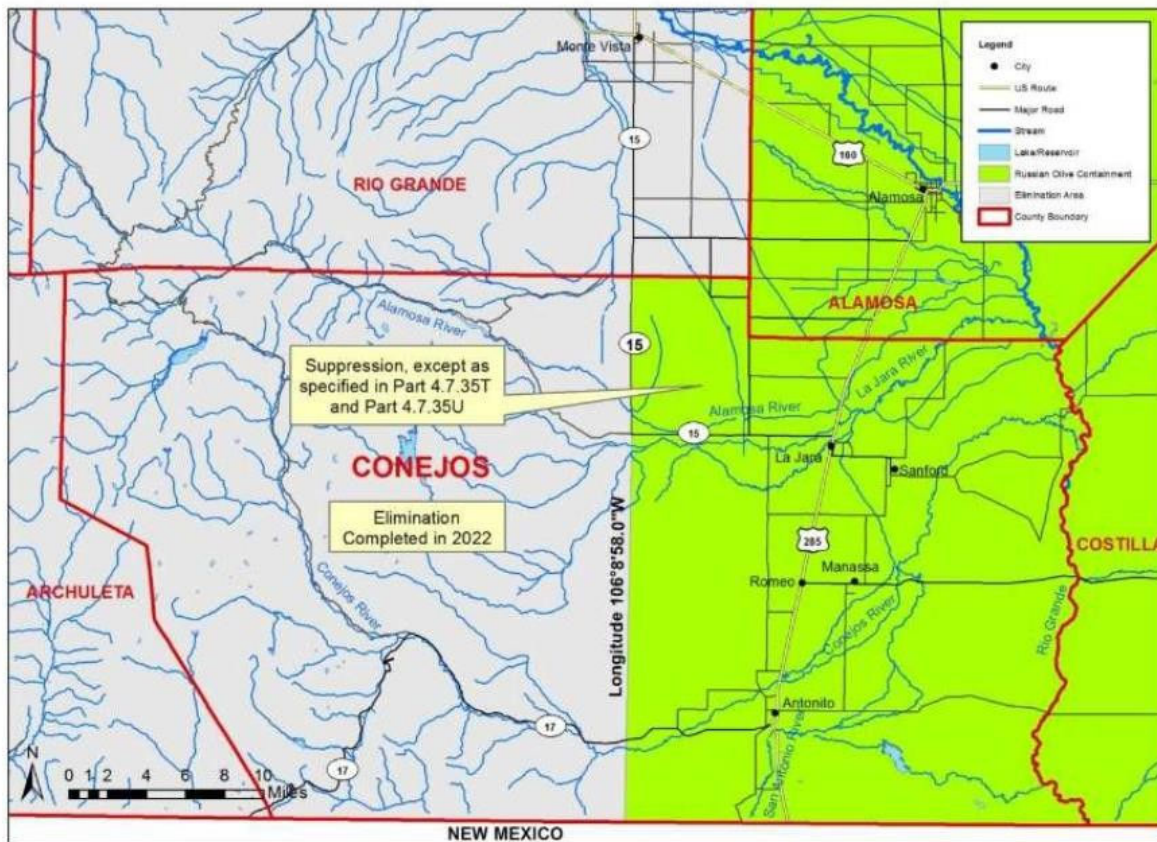 Monte Vista
15
RIO GRANDE
160
Alamosa
Legend
City
US Route
Major Road
Stream
Lake/Reservoir
Russian Olive Containment
Elimination Area
County Boundary
ALAMOSA
Alamosa River
15
Suppression, except as
specified in Part 4.7.35T
and Part 4.7.35U
La Jara River
Alamosa River
15
CONEJOS
La Jara
Sanford
Elimination
Completed in 2022
Longitude 106°8'58.0"W
285
COSTILLA
ARCHULETA
Conejos River
Romeo
Manassa
Conejos River
Rio Grande
Antonito
17
San Antonio River
17
N
0 1 2 4 6 8 10
Miles
NEW MEXICO